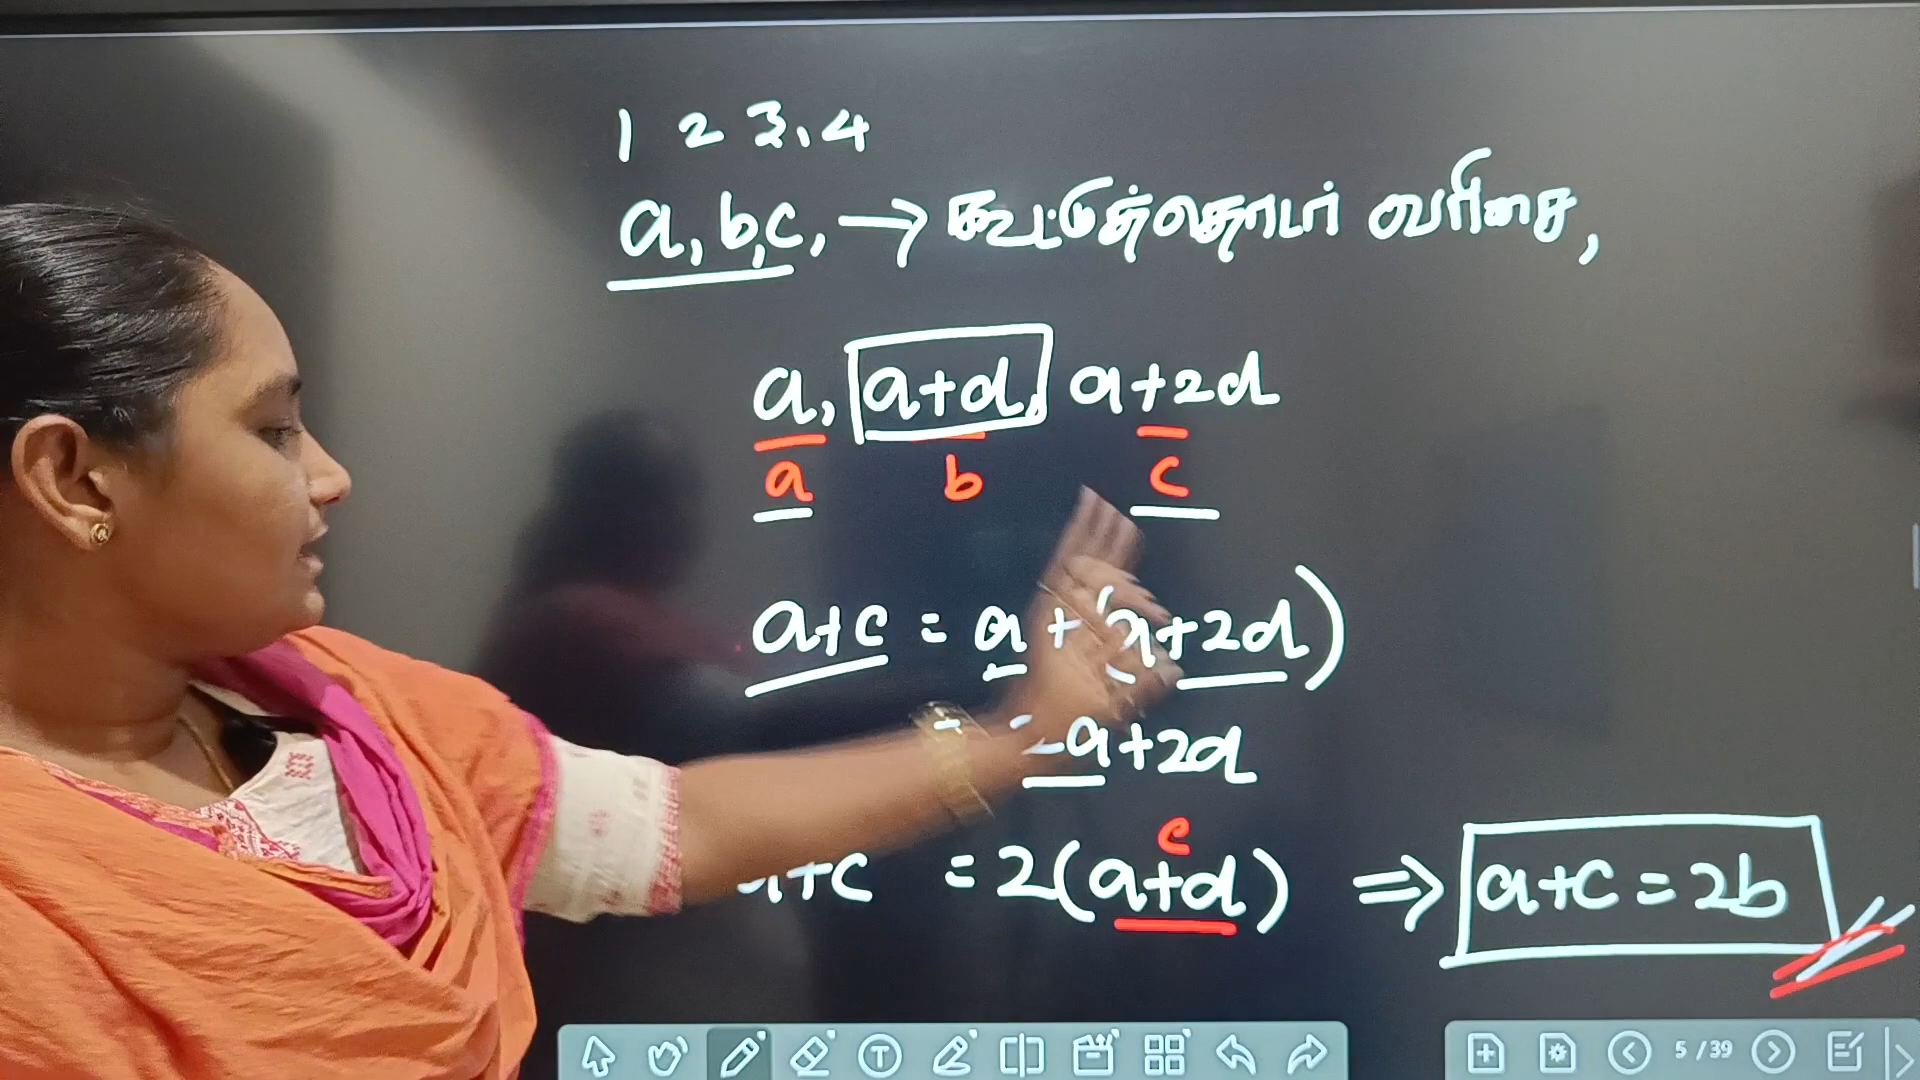 1 2 3, 4
a, b, c, → கூட்டுத்தொடர் வரிசை,
a, a+d, a+2d
a b c
a+c = a + (a+2d)
= 2a+2d
c
a+c = 2(a+d) ⇒ a+c = 2b
5 / 39